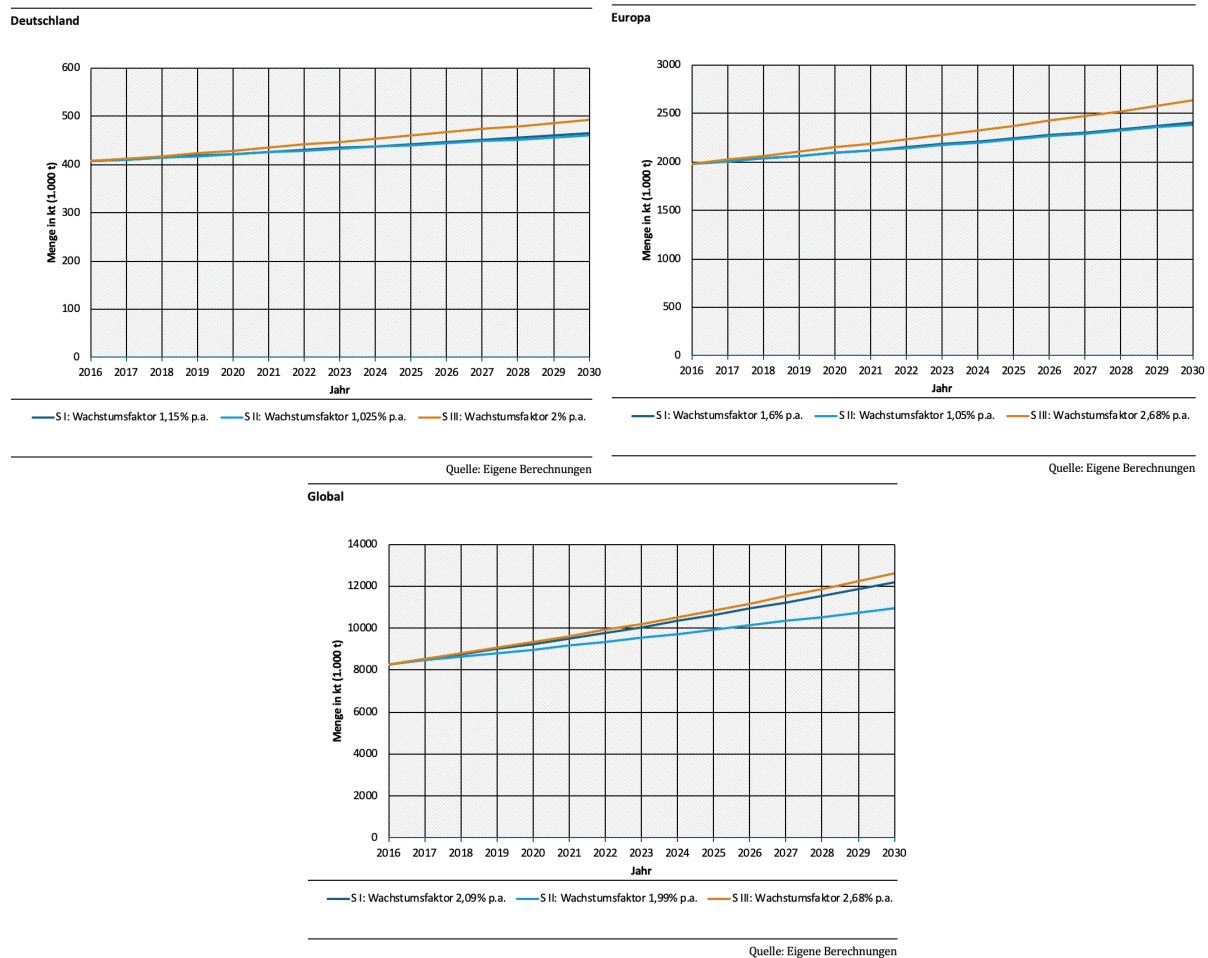 Deutschland
600
500
400
300
200
100
0
Menge in kt (1.000 t)
2016 2017 2018 2019 2020 2021 2022 2023 2024 2025 2026 2027 2028 2029 2030
Jahr
S I: Wachstumsfaktor 1,15% p.a. S II: Wachstumsfaktor 1,025% p.a. S III: Wachstumsfaktor 2% p.a.
Quelle: Eigene Berechnungen
Europa
3000
2500
2000
1500
1000
500
0
Menge in kt (1.000 t)
2016 2017 2018 2019 2020 2021 2022 2023 2024 2025 2026 2027 2028 2029 2030
Jahr
S I: Wachstumsfaktor 1,6% p.a. S II: Wachstumsfaktor 1,05% p.a. S III: Wachstumsfaktor 2,68% p.a.
Quelle: Eigene Berechnungen
Global
14000
12000
10000
8000
6000
4000
2000
0
Menge in kt (1.000 t)
2016 2017 2018 2019 2020 2021 2022 2023 2024 2025 2026 2027 2028 2029 2030
Jahr
S I: Wachstumsfaktor 2,09% p.a. S II: Wachstumsfaktor 1,99% p.a. S III: Wachstumsfaktor 2,68% p.a.
Quelle: Eigene Berechnungen